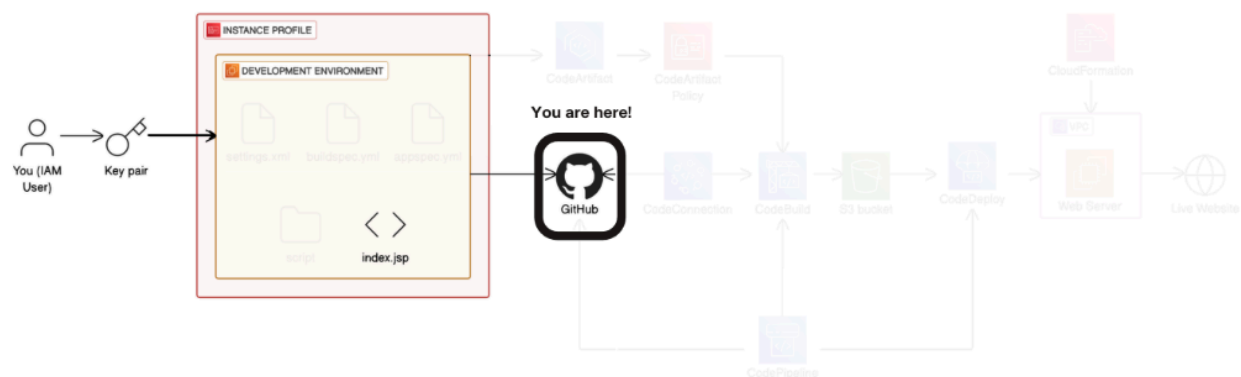 INSTANCE PROFILE
DEVELOPMENT ENVIRONMENT
settings.xml
buildspec.yml
appspec.yml
script
index.jsp
You (IAM
User)
Key pair
You are here!
GitHub
CodeArtifact
CodeArtifact
Policy
CodeConnection
CodeBuild
S3 bucket
CodeDeploy
CloudFormation
VPC
Web Server
Live Website
CodePipeline